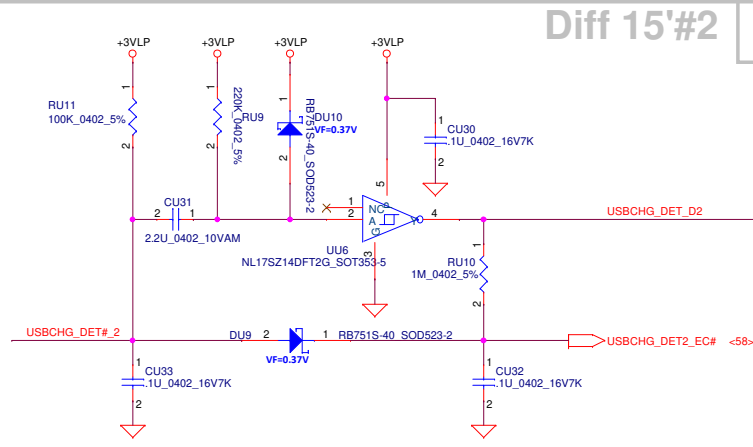 Diff 15'#2
+3VLP
+3VLP
+3VLP
+3VLP
1
RU11
100K_0402_5%
2
1
220K_0402_5%
RU9
2
1
RB751S-40_SOD523-2
DU10
VF=0.37V
2
1
CU30
.1U_0402_16V7K
2
CU31
2
1
2.2U_0402_10VAM
5
1
2
NC
P
A
G
Y
4
3
UU6
NL17SZ14DFT2G_SOT353-5
USBCHG_DET_D2
1
RU10
1M_0402_5%
2
USBCHG_DET#_2
DU9
2
1
RB751S-40_SOD523-2
VF=0.37V
USBCHG_DET2_EC#
<58>
1
CU33
.1U_0402_16V7K
2
1
CU32
.1U_0402_16V7K
2